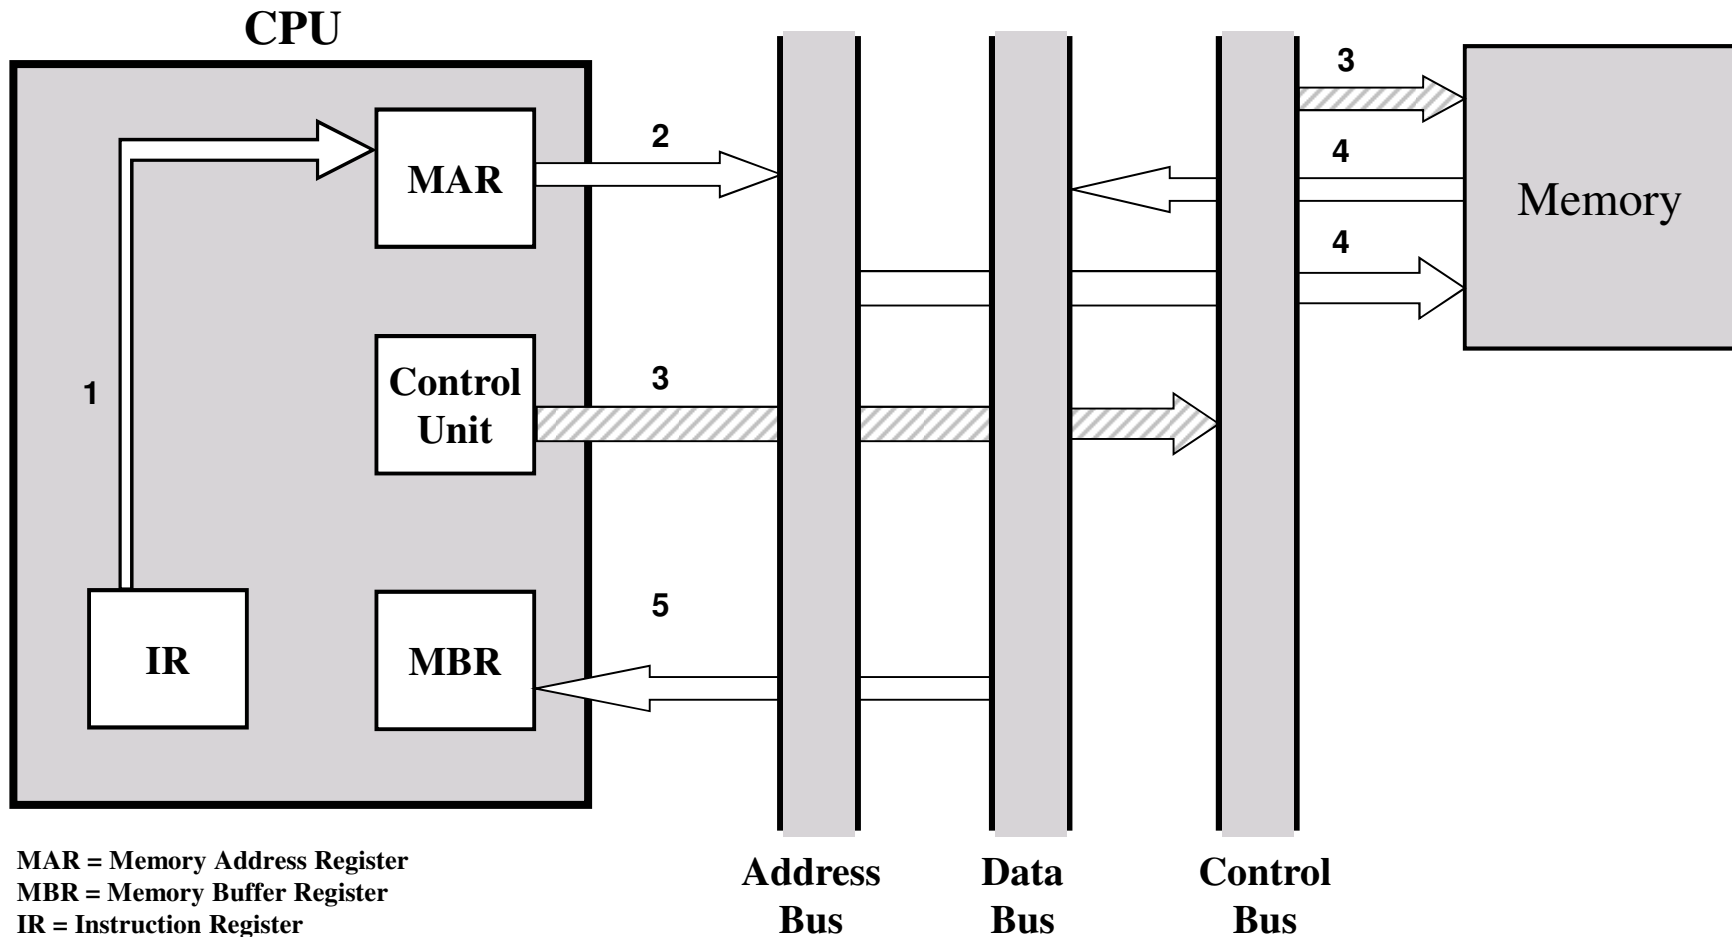 CPU
3
2
4
MAR
Memory
4
Control
Unit
3
1
5
IR
MBR
MAR = Memory Address Register
MBR = Memory Buffer Register
IR = Instruction Register
Address
Bus
Data
Bus
Control
Bus